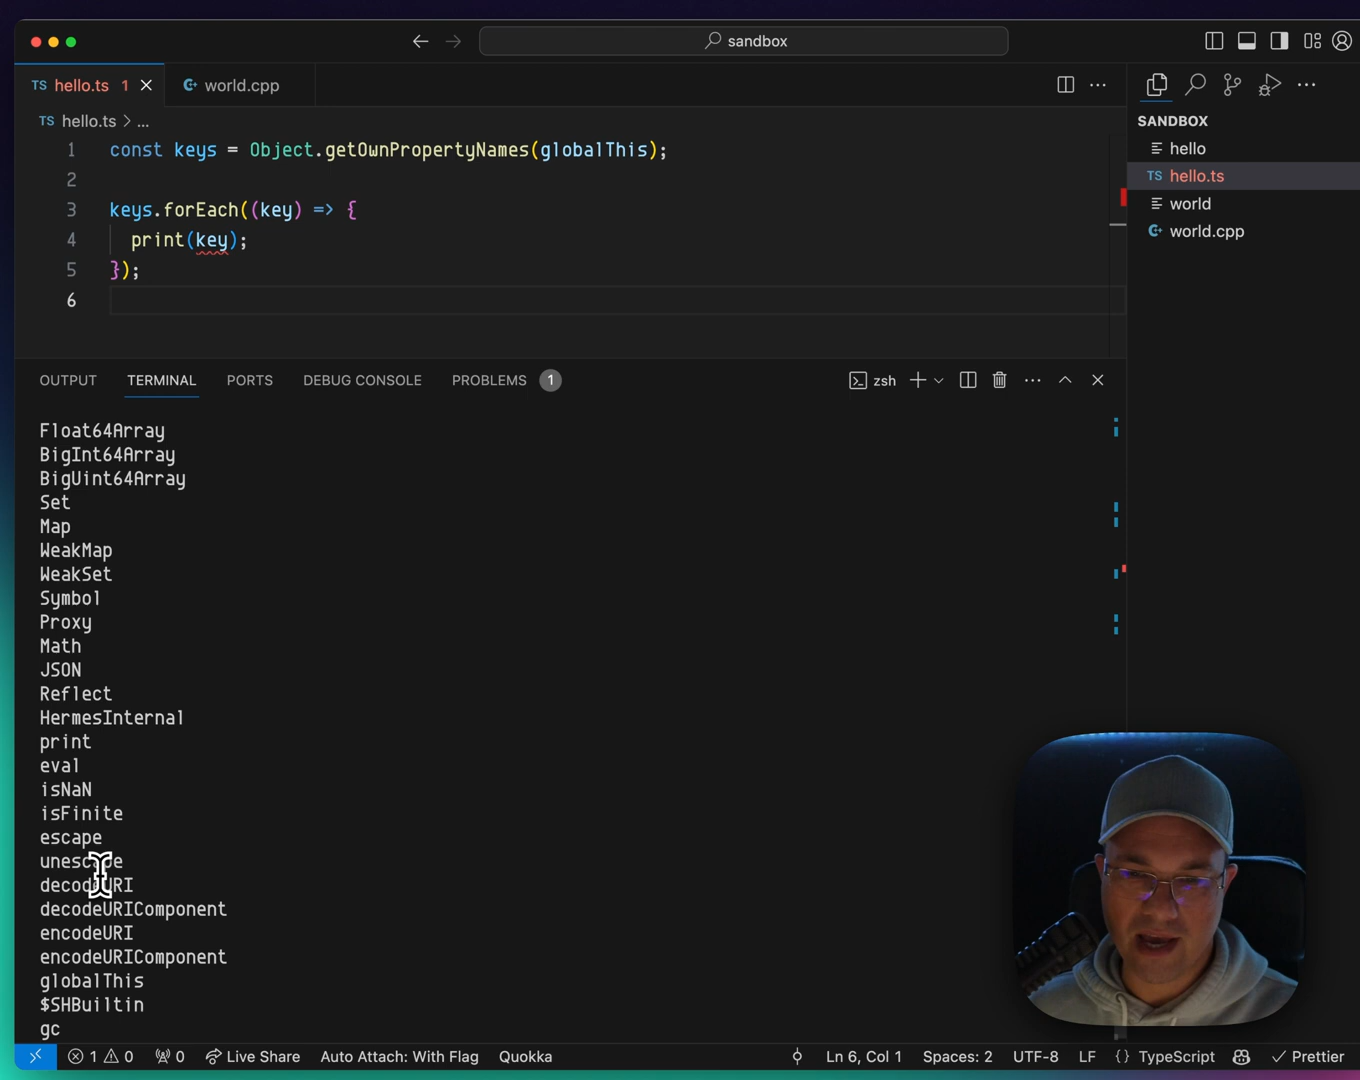 sandbox
TS hello.ts 1
world.cpp
TS hello.ts > ...
1 const keys = Object.getOwnPropertyNames(globalThis);
2
3 keys.forEach((key) => {
4 print(key);
5 });
6
SANDBOX
hello
TS hello.ts
world
world.cpp
OUTPUT TERMINAL PORTS DEBUG CONSOLE PROBLEMS 1 zsh
Float64Array
BigInt64Array
BigUint64Array
Set
Map
WeakMap
WeakSet
Symbol
Proxy
Math
JSON
Reflect
HermesInternal
print
eval
isNaN
isFinite
escape
unescape
decodeURI
decodeURIComponent
encodeURI
encodeURIComponent
globalThis
$SHBuiltin
gc
1 0 0 Live Share Auto Attach: With Flag Quokka Ln 6, Col 1 Spaces: 2 UTF-8 LF {} TypeScript Prettier